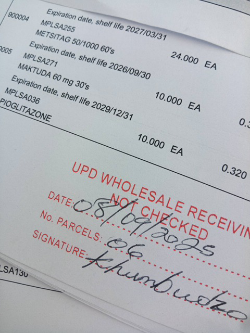 Expiration date, shelf life 2027/03/31
900004 MPLSA255 24.000 EA
METSITAG 50/1000 60's
Expiration date, shelf life 2026/09/30
0005 MPLSA271 10.000 EA 0.320
MAKTUDA 60 mg 30's
Expiration date, shelf life 2029/12/31
MPLSA036 10.000 EA
PIOGLITAZONE
UPD WHOLESALE RECEIVIN
NOT CHECKED
DATE: 08/09/2025
No. PARCELS: 06
SIGNATURE:
LSA130